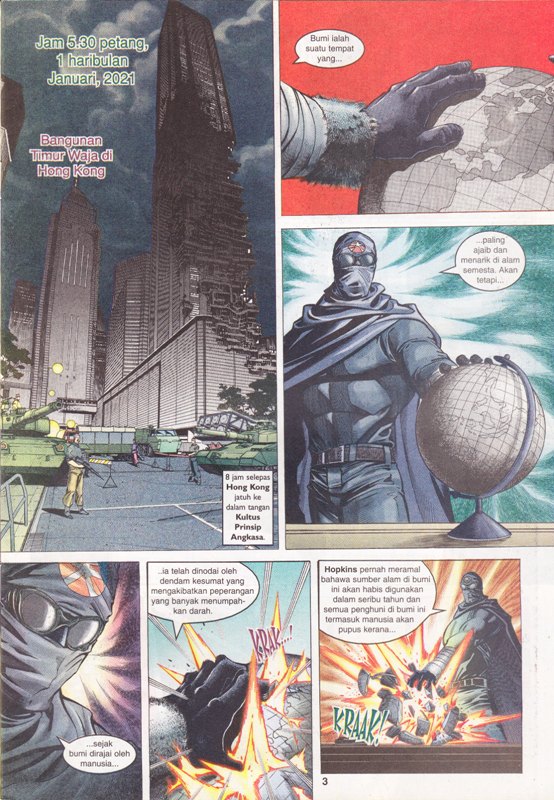 Jam 5.30 petang,
1 haribulan
Januari, 2021
Bangunan
Timur Waja di
Hong Kong
8 jam selepas
Hong Kong
jatuh ke
dalam tangan
Kultus
Prinsip
Angkasa.
Bumi ialah
suatu tempat
yang...
...paling
ajaib dan
menarik di alam
semesta. Akan
tetapi...
...sejak
bumi dirajai oleh
manusia...
..ia telah dinodai oleh
dendam kesumat yang
mengakibatkan peperangan
yang banyak menumpah-
kan darah.
KRAK...!
Hopkins pernah meramal
bahawa sumber alam di bumi
ini akan habis digunakan
dalam seribu tahun dan
semua penghuni di bumi ini
termasuk manusia akan
pupus kerana...
KRAAK!
3